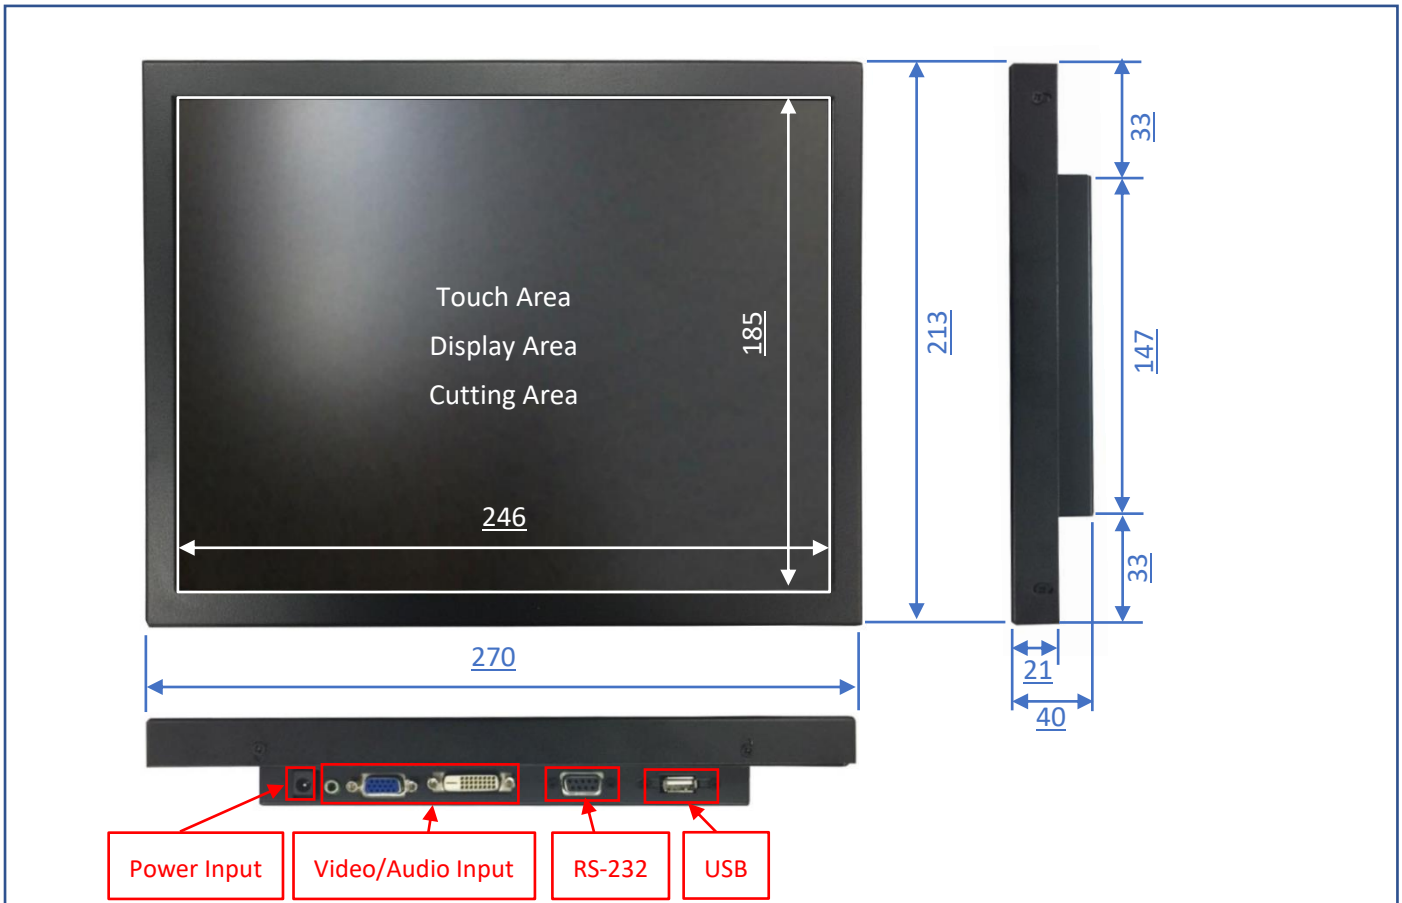 33
Touch Area
Display Area
Cutting Area
185
213
147
246
33
270
21
40
Power Input
Video/Audio Input
RS-232
USB